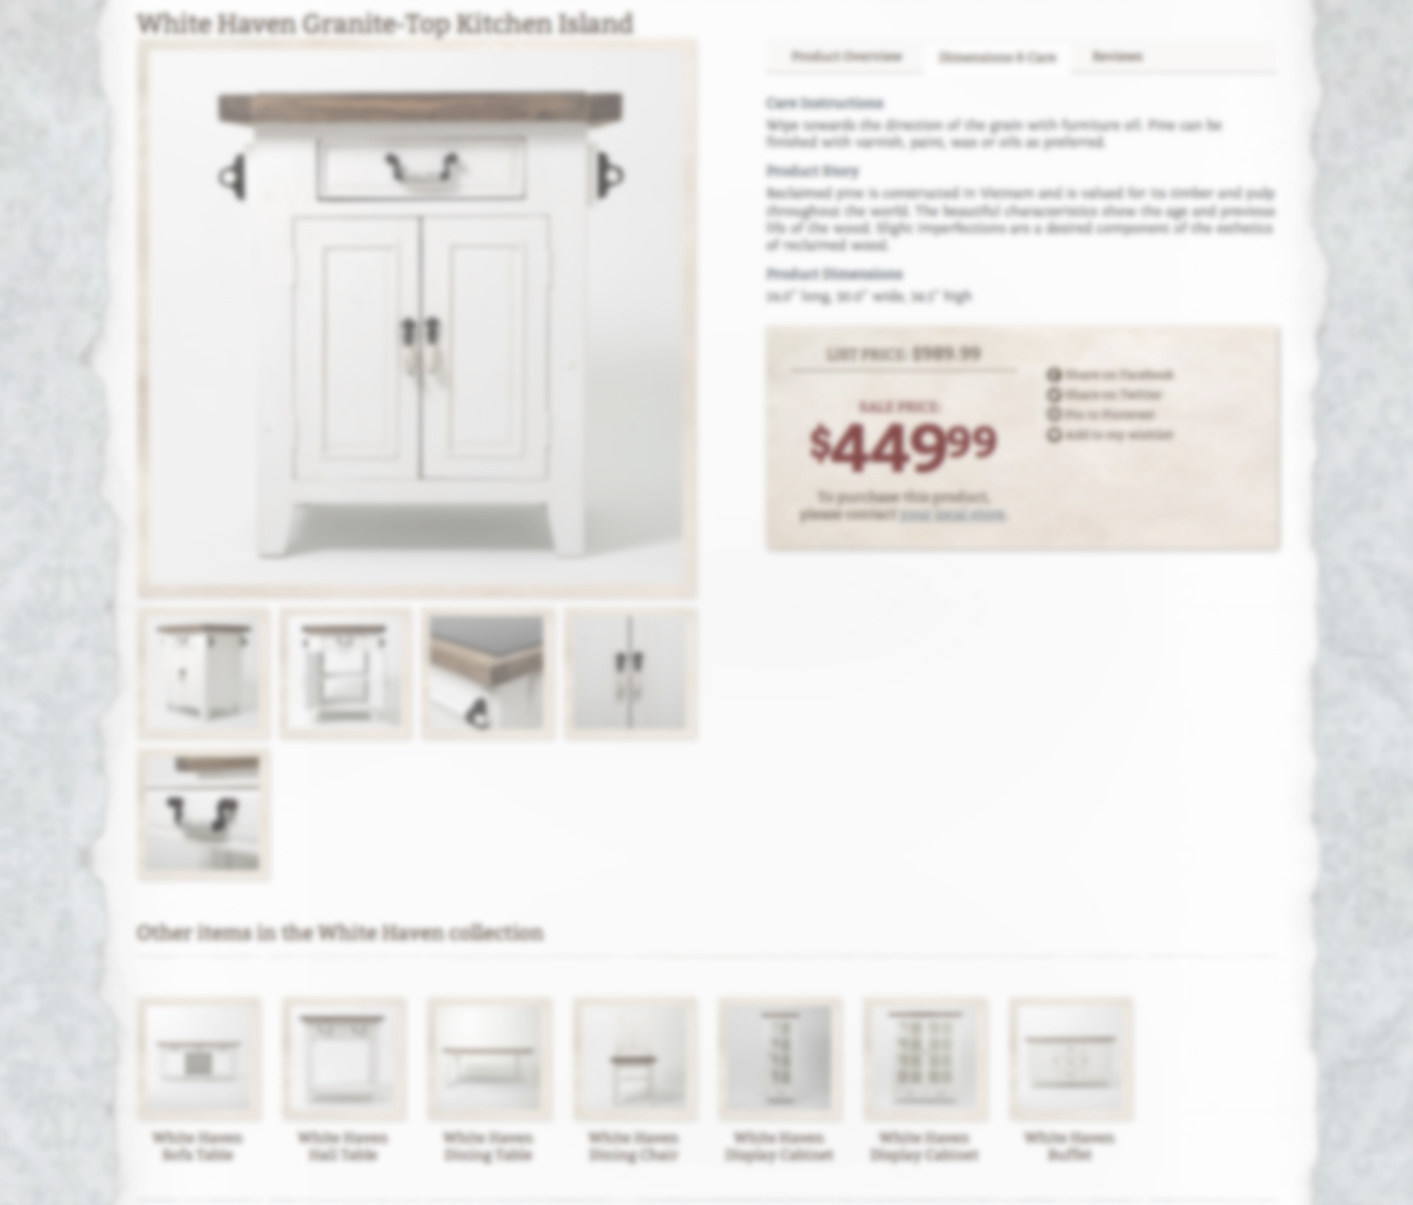 White Haven Granite-Top Kitchen Island
Product Overview
Dimensions & Care
Reviews
Care Instructions
Wipe towards the direction of the grain with furniture oil. Pine can be
finished with varnish, paint, wax or oils as preferred.
Product Story
Reclaimed pine is constructed in Vietnam and is valued for its timber and pulp
throughout the world. The beautiful characteristics show the age and previous
life of the wood. Slight imperfections are a desired component of the esthetics
of reclaimed wood.
Product Dimensions
long, wide, high
LIST PRICE: $989.99
SALE PRICE:
$449.99
To purchase this product,
please contact your local store.
Share on Facebook
Share on Twitter
Pin to Pinterest
Add to my wishlist
Other items in the White Haven collection
White Haven
Sofa Table
White Haven
Hall Table
White Haven
Dining Table
White Haven
Dining Chair
White Haven
Display Cabinet
White Haven
Display Cabinet
White Haven
Buffet